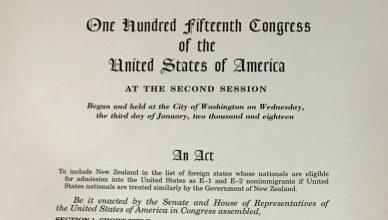 One Hundred Fifteenth Congress
of the
United States of America
AT THE SECOND SESSION
Begun and held at the City of Washington on Wednesday,
the third day of January, two thousand and eighteen
An Act
To include New Zealand in the list of foreign states whose nationals are eligible
for admission into the United States as E–1 and E–2 nonimmigrants if United
States nationals are treated similarly by the Government of New Zealand.
Be it enacted by the Senate and House of Representatives of
the United States of America in Congress assembled,